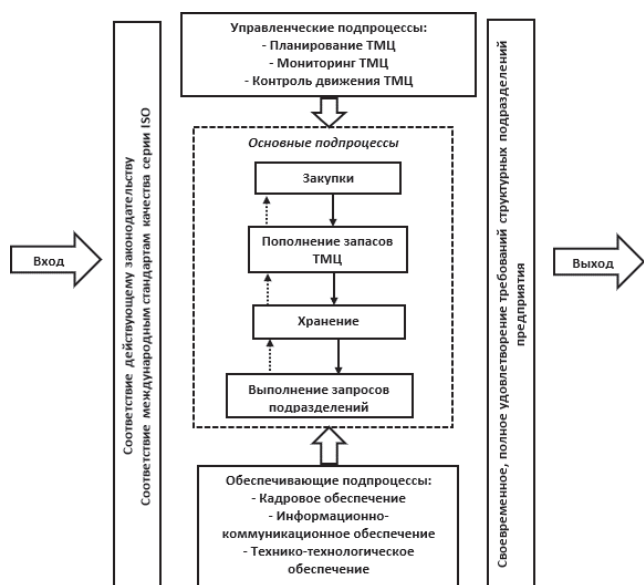 Управленческие подпроцессы:
- Планирование ТМЦ
- Мониторинг ТМЦ
- Контроль движения ТМЦ
Вход
Соответствие действующему законодательству
Соответствие международным стандартам качества серии ISO
Основные подпроцессы
Закупки
Пополнение запасов
ТМЦ
Хранение
Выполнение запросов
подразделений
Обеспечивающие подпроцессы:
- Кадровое обеспечение
- Информационно-
коммуникационное обеспечение
- Технико-технологическое
обеспечение
Своевременное, полное удовлетворение требований структурных подразделений
предприятия
Выход